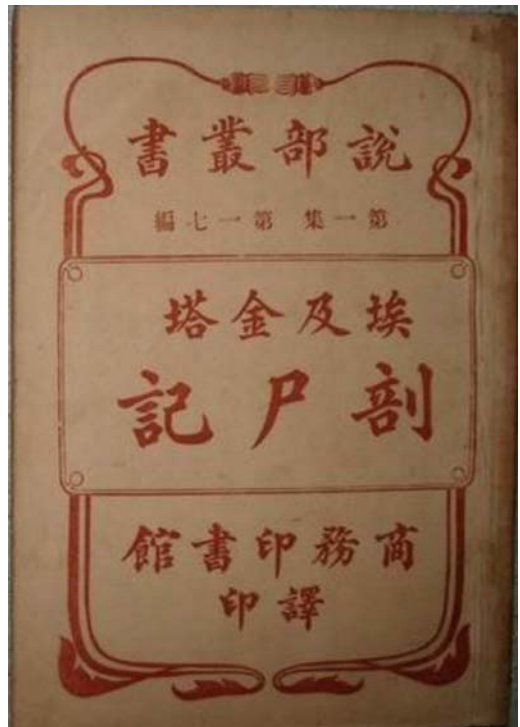 說部叢書
第一集 第一七編
埃及金塔
剖尸記
商務印書館
譯印